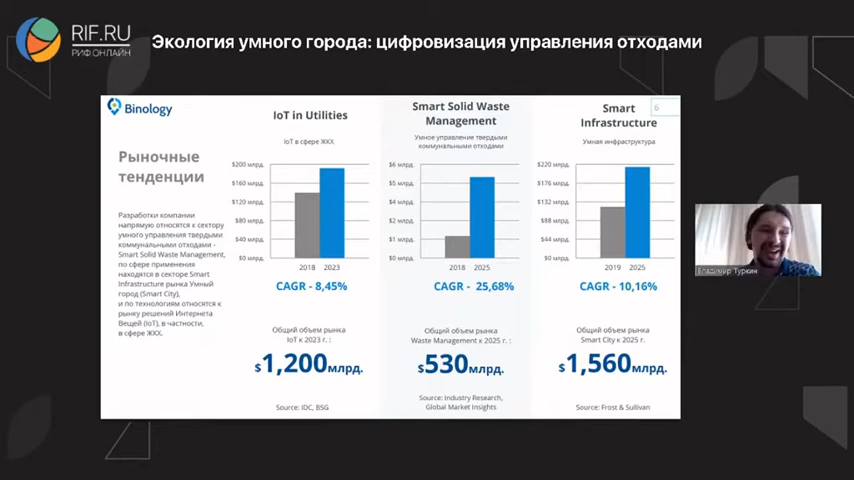 RIF.RU
РИФ.ОНЛАЙН
Экология умного города: цифровизация управления отходами
Binology
6
Рыночные
тенденции
Разработки компании
напрямую относятся к сектору
умного управления твердыми
коммунальными отходами -
Smart Solid Waste Management,
по сфере применения
находятся в секторе Smart
Infrastructure рынка Умный
город (Smart City),
и по технологиям относятся к
рынку решений Интернета
Вещей (IoT), в частности,
в сфере ЖКХ.
IoT in Utilities
IoT в сфере ЖКХ
$200 млрд.
$160 млрд.
$120 млрд.
$80 млрд.
$40 млрд.
$0 млрд.
2018 2023
CAGR - 8,45%
Общий объем рынка
IoT к 2023 г. :
$1,200млрд.
Source: IDC, BSG
Smart Solid Waste
Management
Умное управление твердыми
коммунальными отходами
$6 млрд.
$5 млрд.
$4 млрд.
$2 млрд.
$1 млрд.
$0 млрд.
2018 2025
CAGR - 25,68%
Общий объем рынка
Waste Management к 2025 г. :
$530млрд.
Source: Industry Research,
Global Market Insights
Smart
Infrastructure
Умная инфраструктура
$220 млрд.
$176 млрд.
$132 млрд.
$88 млрд.
$44 млрд.
$0 млрд.
2019 2025
CAGR - 10,16%
Общий объем рынка
Smart City к 2025 г. :
$1,560млрд.
Source: Frost & Sullivan
Владимир Туркин